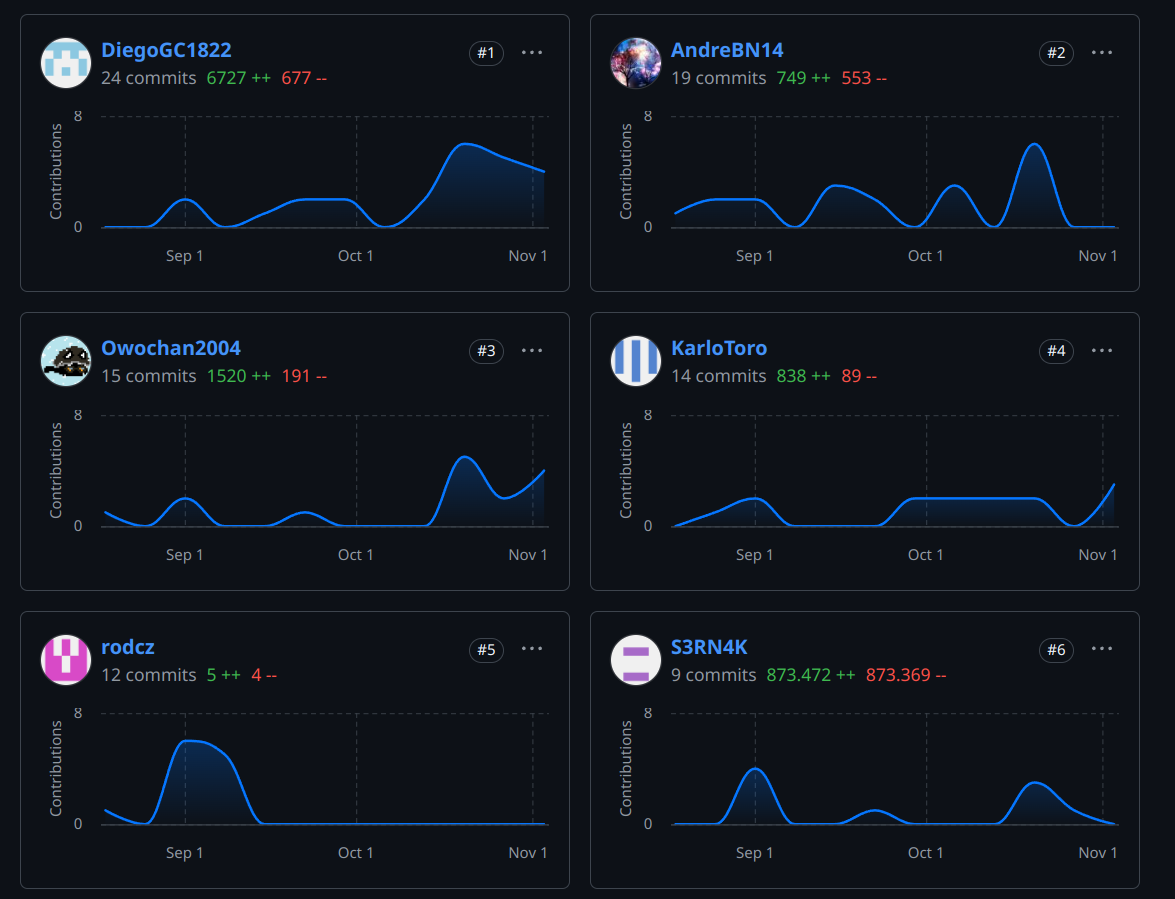 DiegoGC1822
#1
24 commits 6727 ++ 677 --
Contributions
8
0
Sep 1
Oct 1
Nov 1
AndreBN14
#2
19 commits 749 ++ 553 --
Contributions
8
0
Sep 1
Oct 1
Nov 1
Owochan2004
#3
15 commits 1520 ++ 191 --
Contributions
8
0
Sep 1
Oct 1
Nov 1
KarloToro
#4
14 commits 838 ++ 89 --
Contributions
8
0
Sep 1
Oct 1
Nov 1
rodcz
#5
12 commits 5 ++ 4 --
Contributions
8
0
Sep 1
Oct 1
Nov 1
S3RN4K
#6
9 commits 873.472 ++ 873.369 --
Contributions
8
0
Sep 1
Oct 1
Nov 1